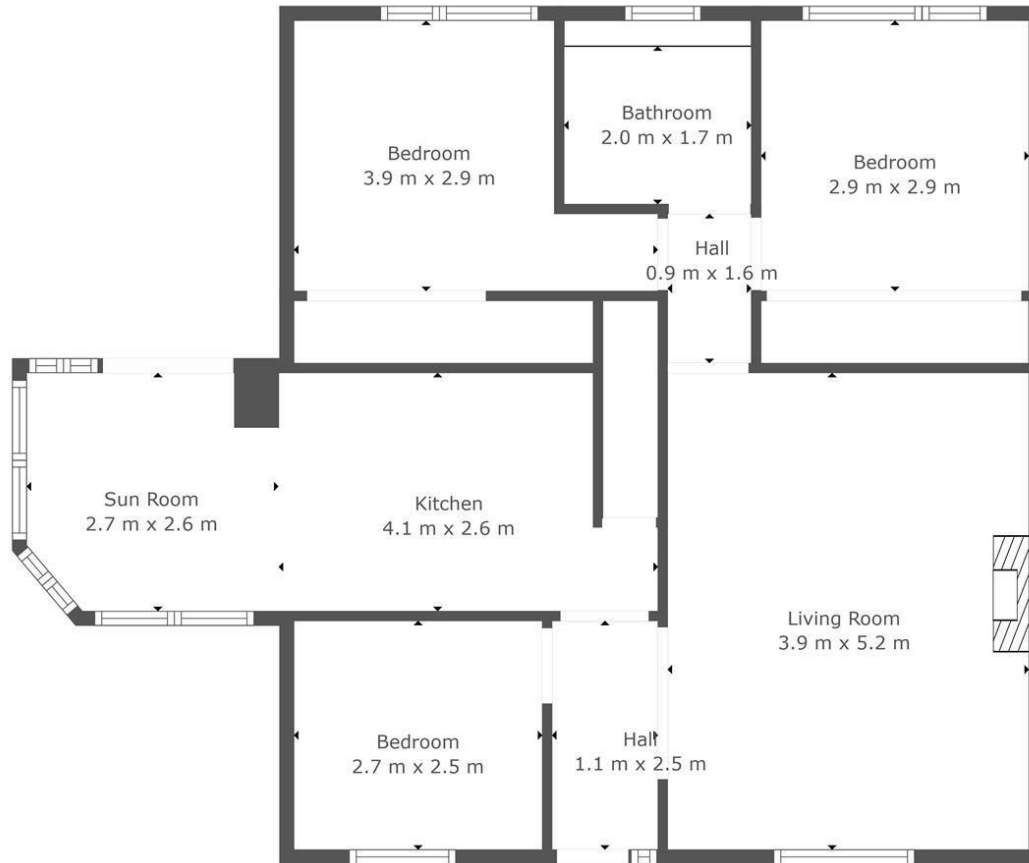 Bathroom
2.0 m x 1.7 m
Bedroom
3.9 m x 2.9 m
Bedroom
2.9 m x 2.9 m
Hall
0.9 m x 1.6 m
Sun Room
2.7 m x 2.6 m
Kitchen
4.1 m x 2.6 m
Living Room
3.9 m x 5.2 m
Bedroom
2.7 m x 2.5 m
Hall
1.1 m x 2.5 m